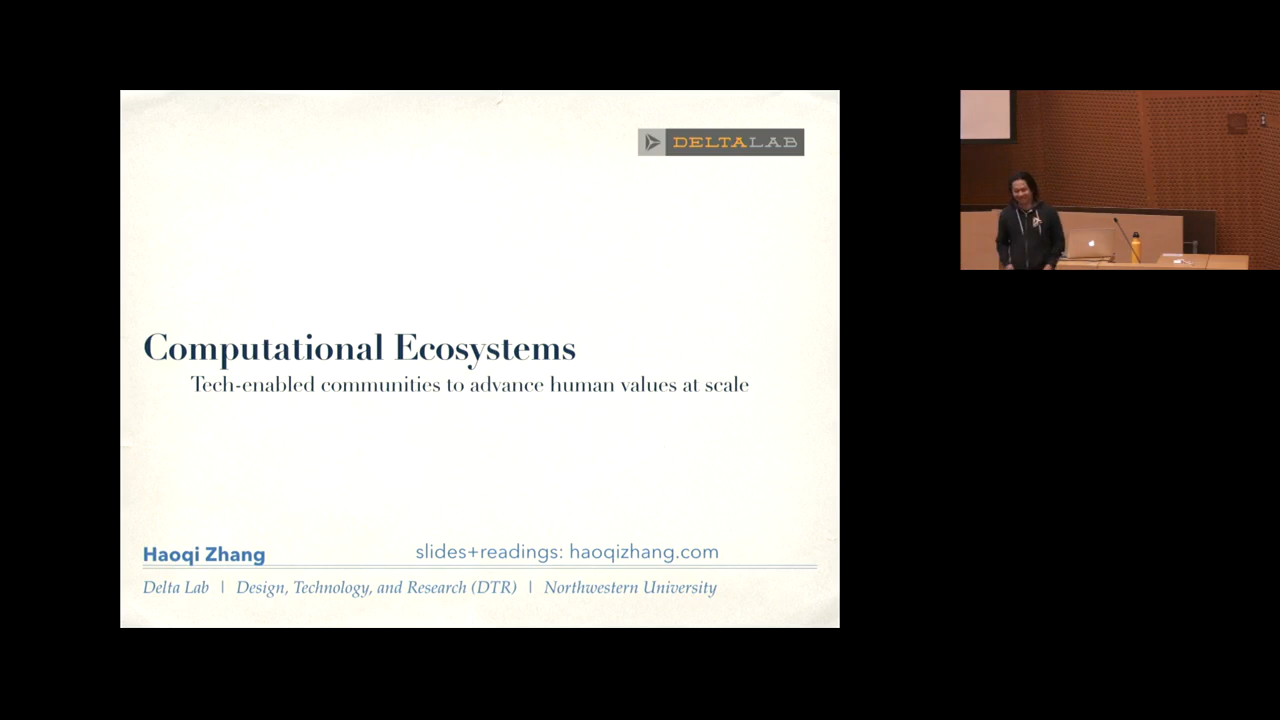 DELTALAB
Computational Ecosystems
Tech-enabled communities to advance human values at scale
Haoqi Zhang
slides+readings: haoqizhang.com
Delta Lab | Design, Technology, and Research (DTR) | Northwestern University